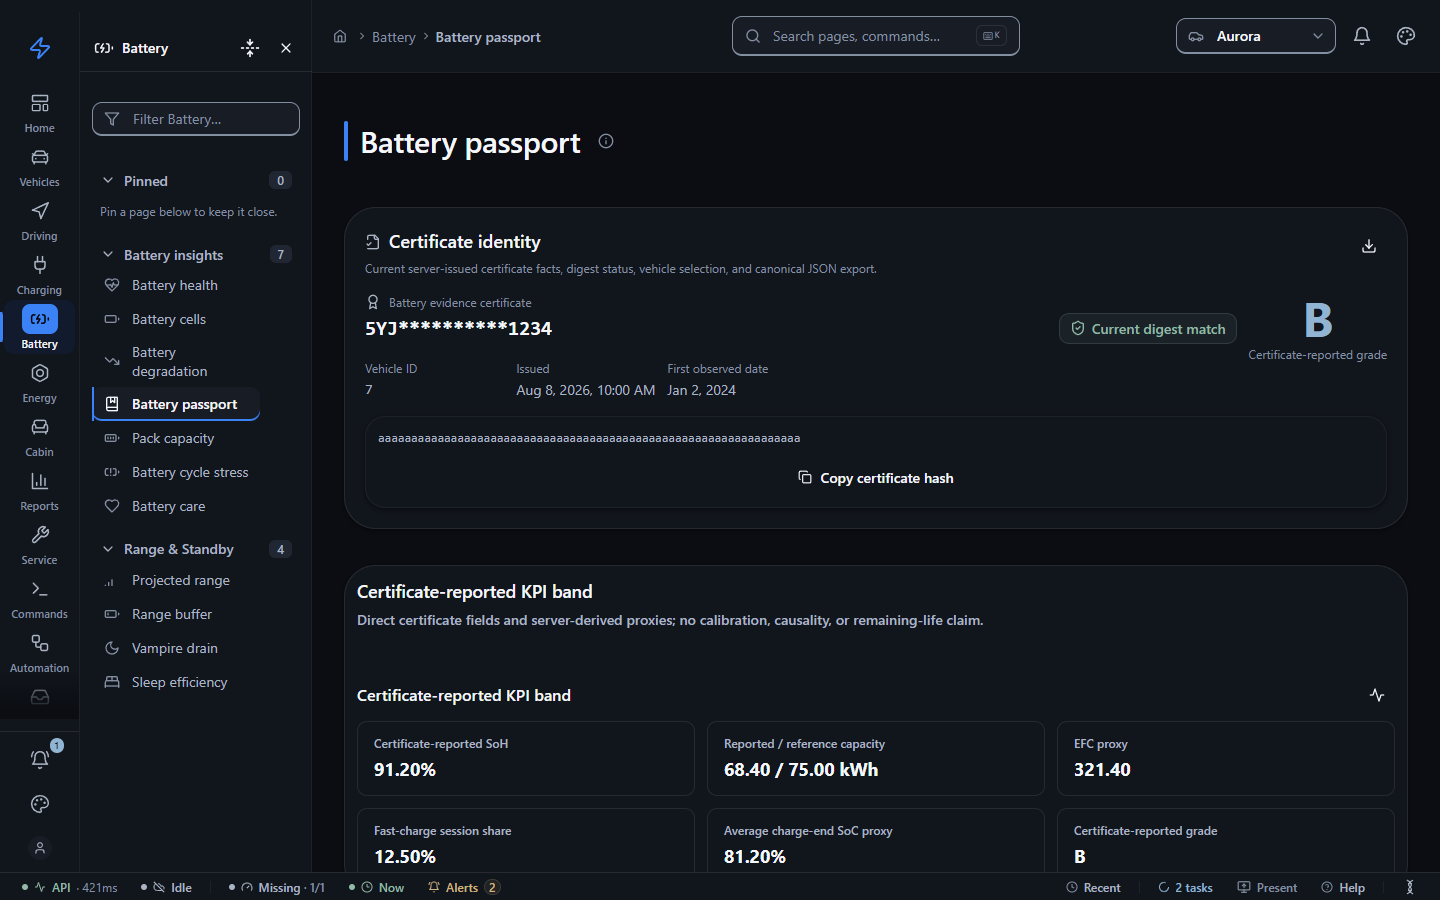 Home
Vehicles
Driving
Charging
Battery
Energy
Cabin
Reports
Service
Commands
Automation
1
Battery
Filter Battery...
Pinned 0
Pin a page below to keep it close.
Battery insights 7
Battery health
Battery cells
Battery
degradation
Battery passport
Pack capacity
Battery cycle stress
Battery care
Range & Standby 4
Projected range
Range buffer
Vampire drain
Sleep efficiency
Battery
Battery passport
Search pages, commands...
K
Aurora
Battery passport
Certificate identity
Current server-issued certificate facts, digest status, vehicle selection, and canonical JSON export.
Battery evidence certificate
5YJ**********1234
Current digest match
B
Certificate-reported grade
Vehicle ID
7
Issued
Aug 8, 2026, 10:00 AM
First observed date
Jan 2, 2024
aaaaaaaaaaaaaaaaaaaaaaaaaaaaaaaaaaaaaaaaaaaaaaaaaaaaaaaaaaaaaaaa
Copy certificate hash
Certificate-reported KPI band
Direct certificate fields and server-derived proxies; no calibration, causality, or remaining-life claim.
Certificate-reported KPI band
Certificate-reported SoH
91.20%
Reported / reference capacity
68.40 / 75.00 kWh
EFC proxy
321.40
Fast-charge session share
12.50%
Average charge-end SoC proxy
81.20%
Certificate-reported grade
B
API · 421ms
Idle
Missing · 1/1
Now
Alerts 2
Recent
2 tasks
Present
Help